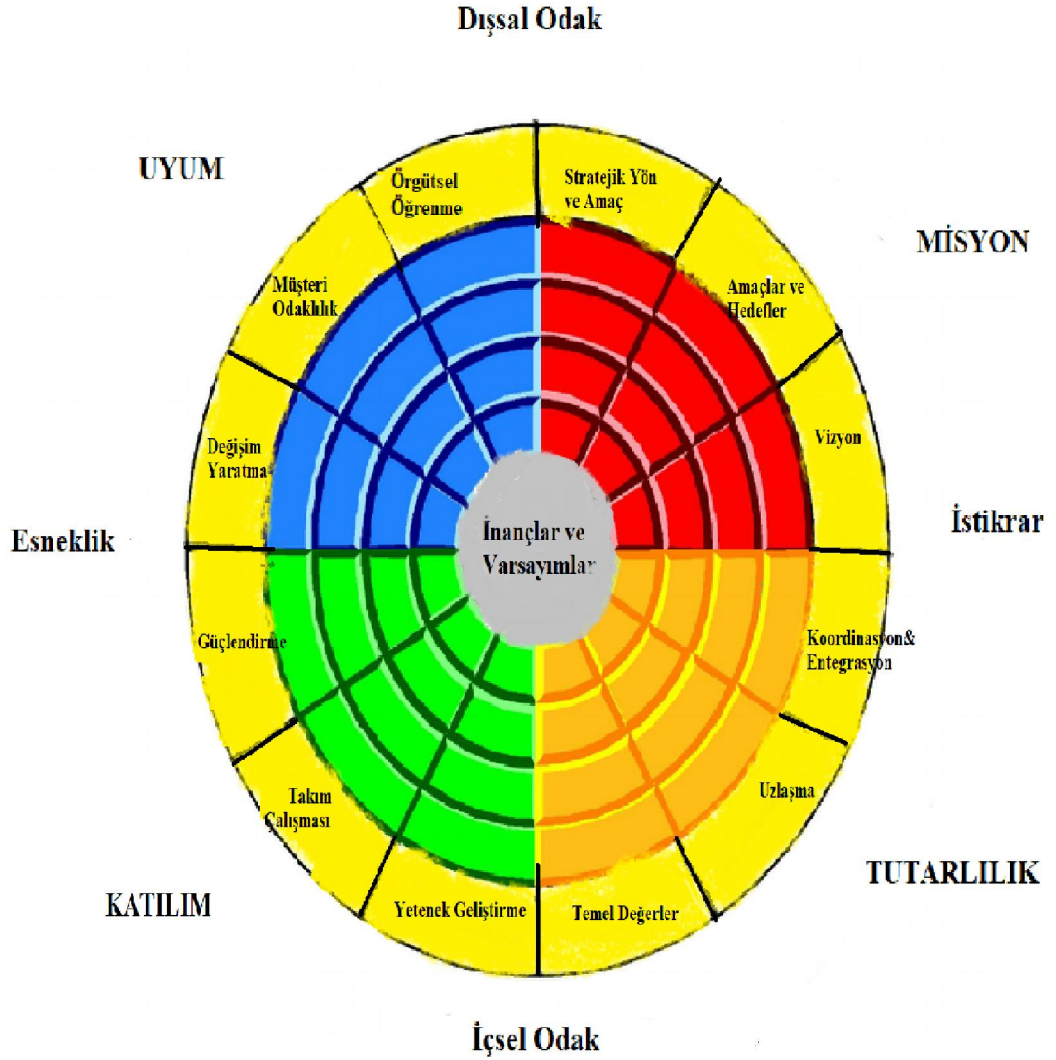 Dışsal Odak
UYUM
Örgütsel
Öğrenme
Stratejik Yön
ve Amaç
MİSYON
Müşteri
Odaklılık
Amaçlar ve
Hedefler
Değişim
Yaratma
Vizyon
Esneklik
İnançlar ve
Varsayımlar
İstikrar
Güçlendirme
Koordinasyon&
Entegrasyon
Takım
Çalışması
Uzlaşma
KATILIM
Yetenek Geliştirme
Temel Değerler
TUTARLILIK
İçsel Odak